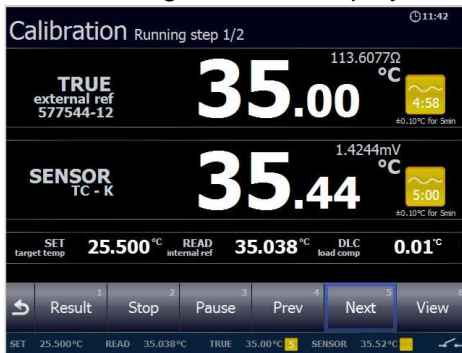 11:42
Calibration Running step 1/2
113.6077Ω
TRUE
external ref
577544-12
35.00 °C
4:58
±0.10°C for 5min
1.4244mV
SENSOR
TC - K
35.44 °C
5:00
±0.10°C for 5min
SET target temp 25.500 °C READ internal ref 35.038 °C DLC load comp 0.01 °C
1 2 3 4 5 6
Result Stop Pause Prev Next View
SET 25.500°C READ 35.038°C TRUE 35.00°C S SENSOR 35.52°C